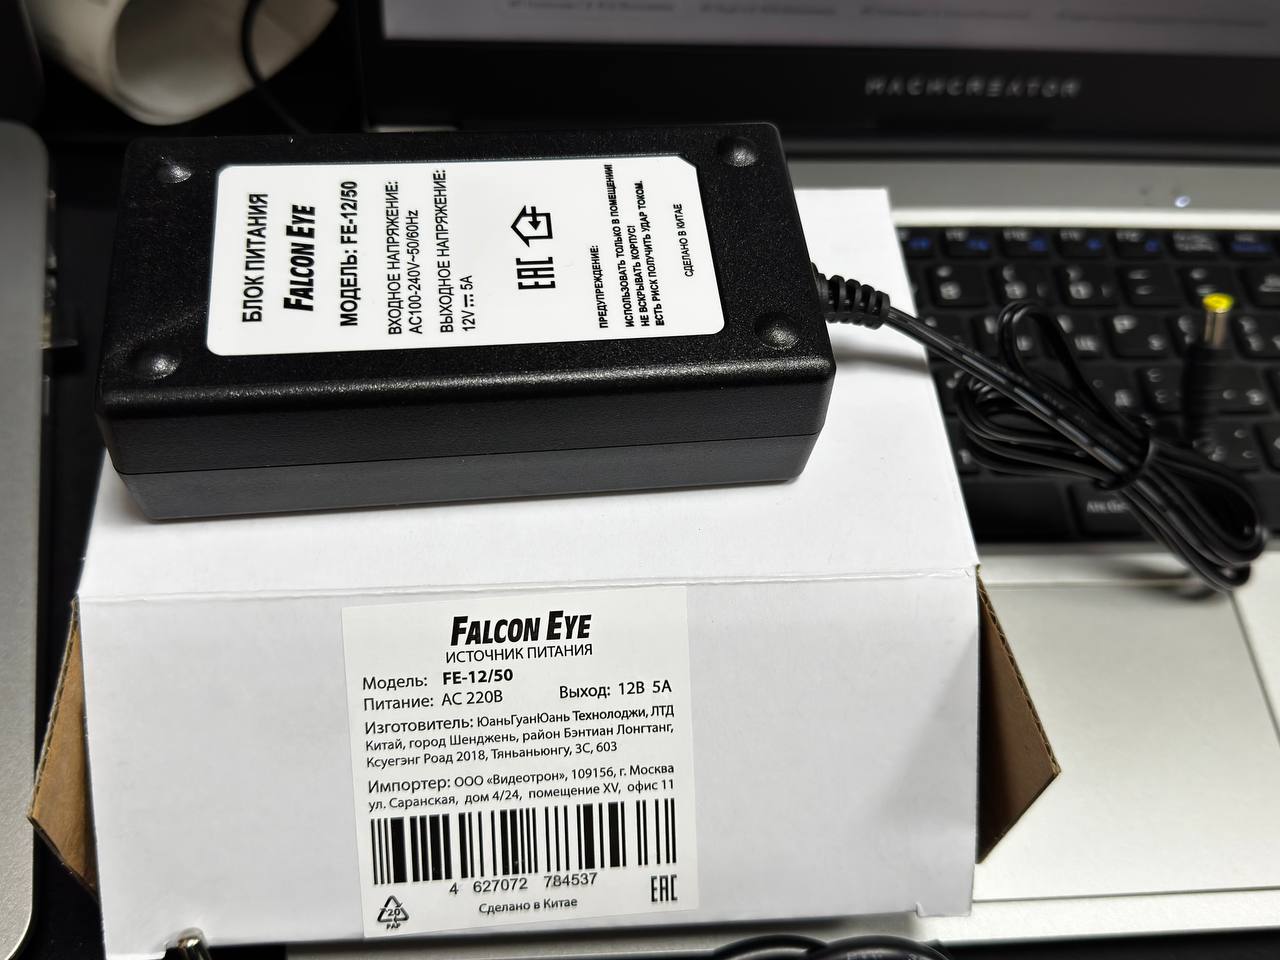 MACHCREATOR
БЛОК ПИТАНИЯ
FALCON EYE
МОДЕЛЬ: FE-12/50
ВХОДНОЕ НАПРЯЖЕНИЕ:
AC100-240V~50/60Hz
ВЫХОДНОЕ НАПРЯЖЕНИЕ:
12V 5A
EAC
ПРЕДУПРЕЖДЕНИЕ:
ИСПОЛЬЗОВАТЬ ТОЛЬКО В ПОМЕЩЕНИИ!
НЕ ВСКРЫВАТЬ КОРПУС!
ЕСТЬ РИСК ПОЛУЧИТЬ УДАР ТОКОМ.
СДЕЛАНО В КИТАЕ
FALCON EYE
ИСТОЧНИК ПИТАНИЯ
Модель: FE-12/50
Питание: AC 220В Выход: 12В 5А
Изготовитель: ЮаньГуанЮань Технолоджи, ЛТД
Китай, город Шенджень, район Бэнтиан Лонгтанг,
Ксуегэнг Роад 2018, Тяньаньюнгу, 3С, 603
Импортер: ООО «Видеотрон», 109156, г. Москва
ул. Саранская, дом 4/24, помещение XV, офис 11
4 627072 784537
Сделано в Китае
EAC
20
PAP